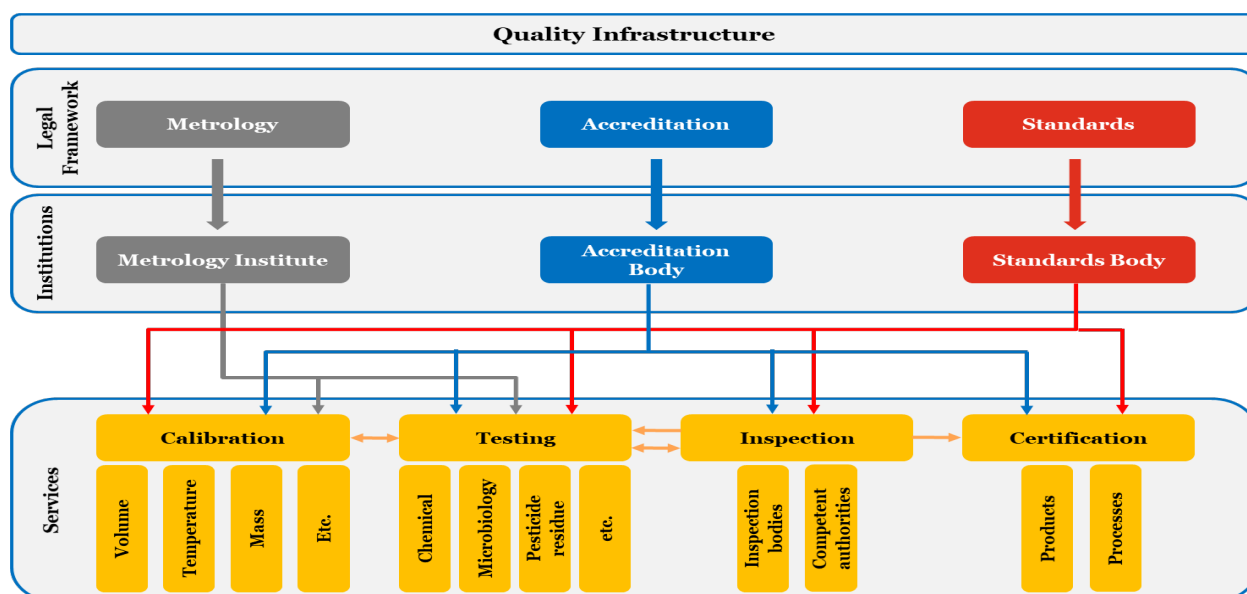 Quality Infrastructure
Legal
Framework
Metrology
Accreditation
Standards
Institutions
Metrology Institute
Accreditation
Body
Standards Body
Services
Calibration
Testing
Inspection
Certification
Volume
Temperature
Mass
Etc.
Chemical
Microbiology
Pesticide
residue
etc.
Inspection
bodies
Competent
authorities
Products
Processes